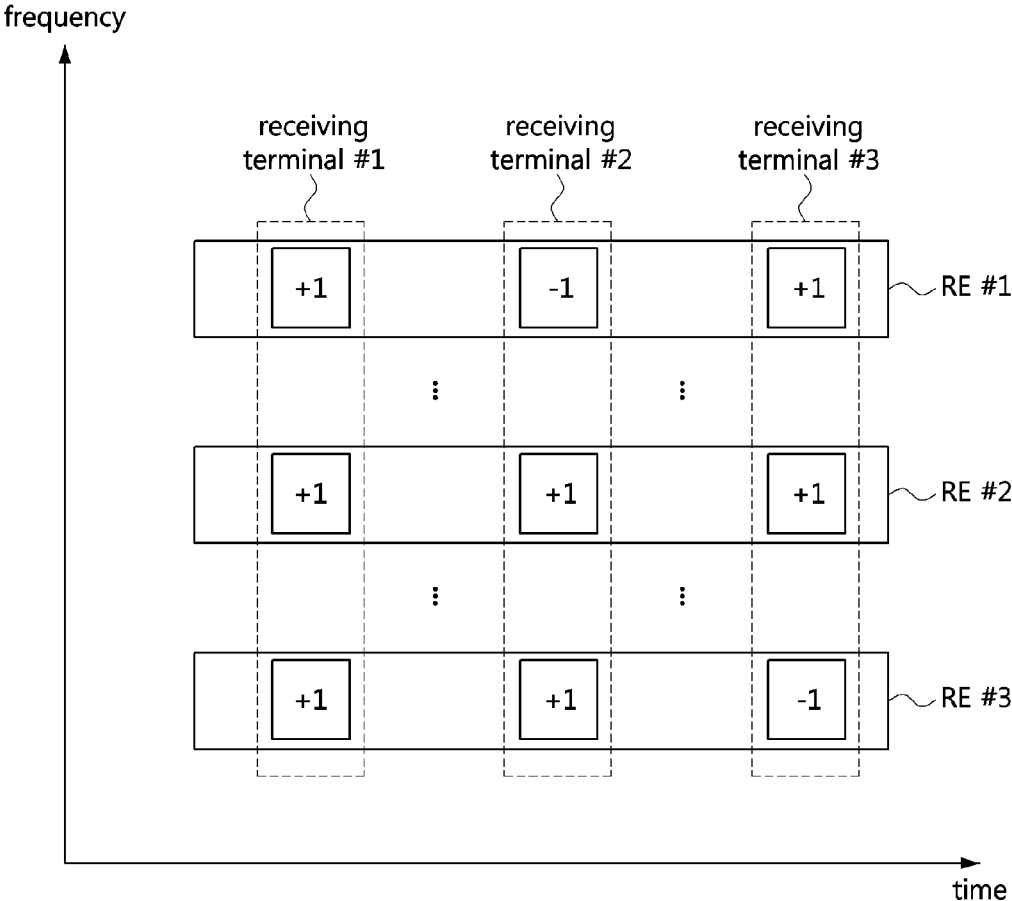 frequency
receiving
terminal #1
receiving
terminal #2
receiving
terminal #3
+1
-1
+1
RE #1
+1
+1
+1
RE #2
+1
+1
-1
RE #3
time